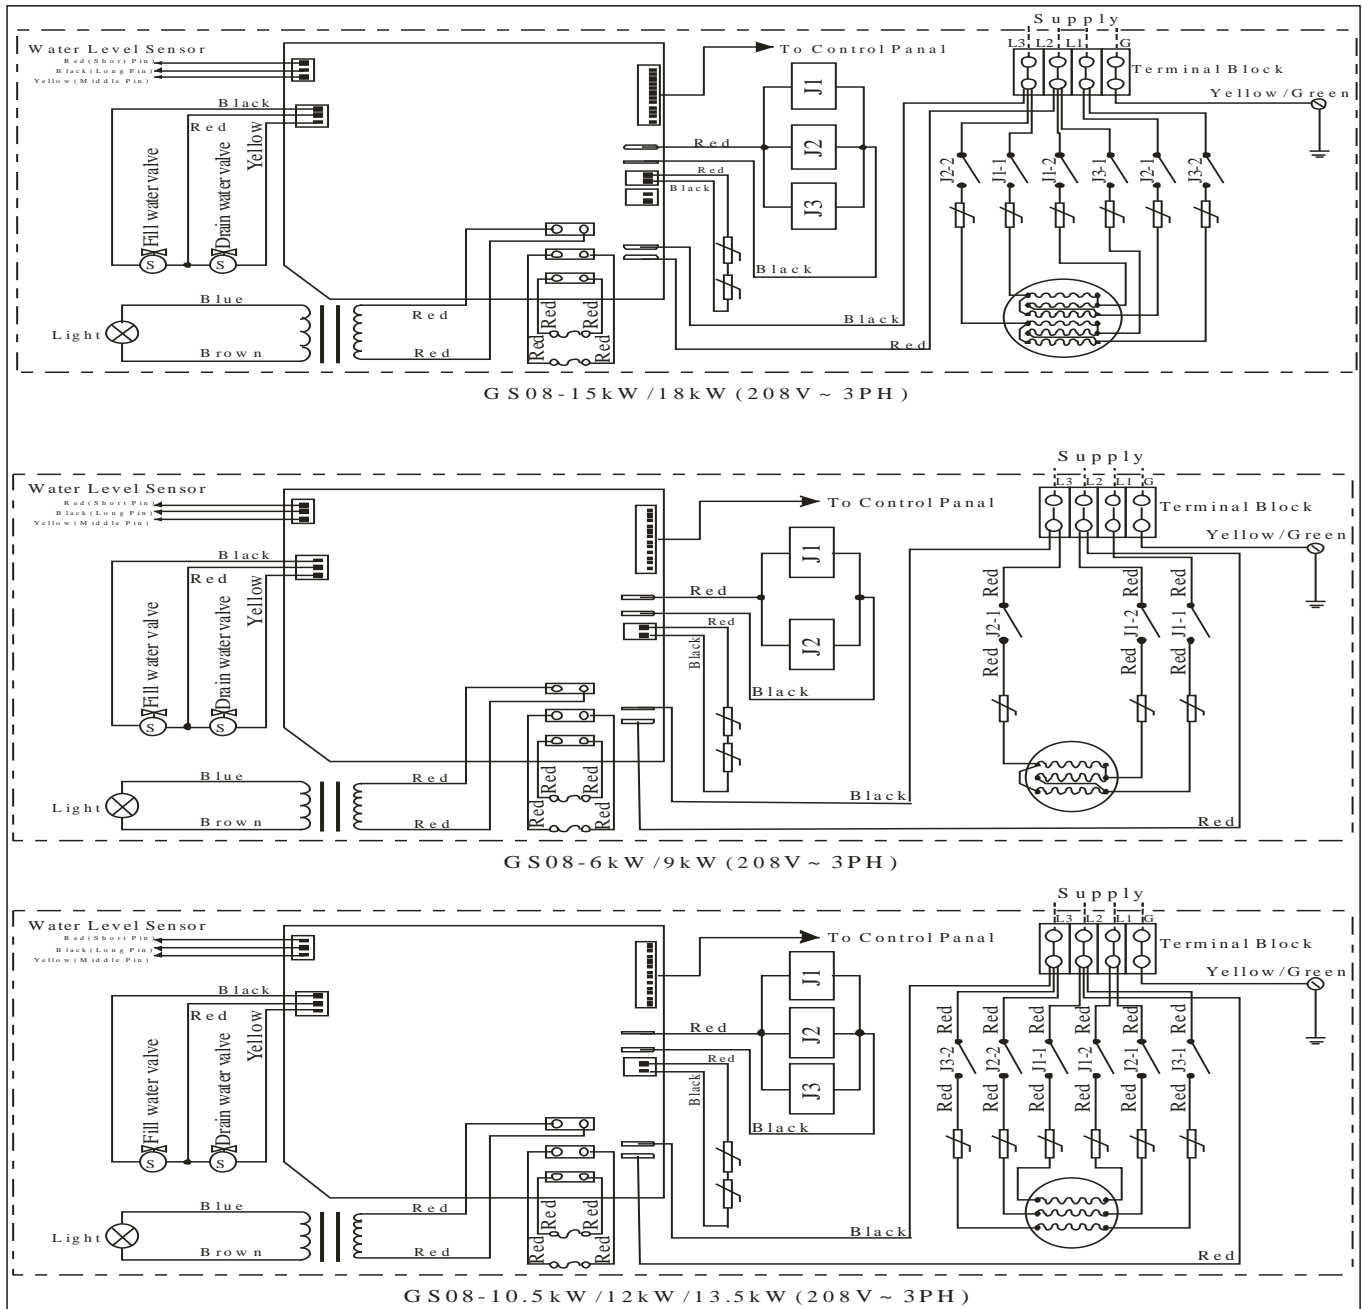 Supply
Water Level Sensor
Red(Short Pin)
Black(Long Pin)
Yellow(Middle Pin)
To Control Panal
L3 L2 L1 G
Terminal Block
Yellow/Green
Black
Red
Yellow
Fill water valve
Drain water valve
S S
J1
J2
J3
Red
Red
Black
Black
J2-2 J1-1 J1-2 J3-1 J2-1 J3-2
Blue
Light
Brown
Red
Red
Red Red
Red Red
Black
Red
GS08-15kW/18kW(208V~3PH)
Supply
Water Level Sensor
Red(Short Pin)
Black(Long Pin)
Yellow(Middle Pin)
To Control Panal
L3 L2 L1 G
Terminal Block
Yellow/Green
Black
Red
Yellow
Fill water valve
Drain water valve
S S
J1
J2
Red
Red
Black
Black
Red Red Red
J2-1 J1-2 J1-1
Red Red Red
Blue
Light
Brown
Red
Red
Red Red
Red Red
Black
Red
GS08-6kW/9kW(208V~3PH)
Supply
Water Level Sensor
Red(Short Pin)
Black(Long Pin)
Yellow(Middle Pin)
To Control Panal
L3 L2 L1 G
Terminal Block
Yellow/Green
Black
Red
Yellow
Fill water valve
Drain water valve
S S
J1
J2
J3
Red
Red
Black
Black
Red Red Red Red Red Red
J3-2 J2-2 J1-1 J1-2 J2-1 J3-1
Red Red Red Red Red Red
Blue
Light
Brown
Red
Red
Red Red
Red Red
Black
Red
GS08-10.5kW/12kW/13.5kW(208V~3PH)